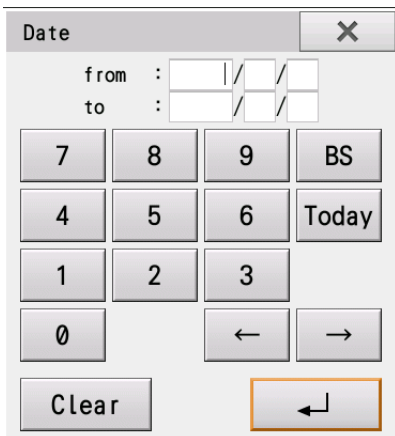 Date ×
from : / /
to : / /
7 8 9 BS
4 5 6 Today
1 2 3
0 ← →
Clear ↵